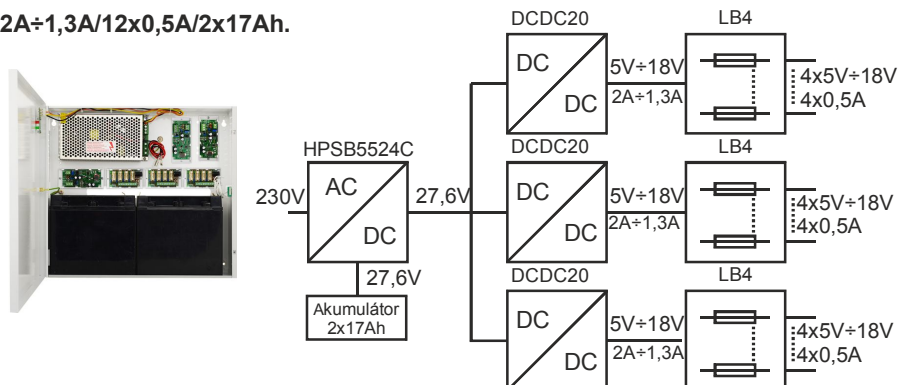 2A÷1,3A/12x0,5A/2x17Ah.
DCDC20
LB4
DC
DC
5V÷18V
2A÷1,3A
4x5V÷18V
4x0,5A
HPSB5524C
230V
AC
DC
27,6V
27,6V
Akumulátor
2x17Ah
DCDC20
LB4
DC
DC
5V÷18V
2A÷1,3A
4x5V÷18V
4x0,5A
DCDC20
LB4
DC
DC
5V÷18V
2A÷1,3A
4x5V÷18V
4x0,5A